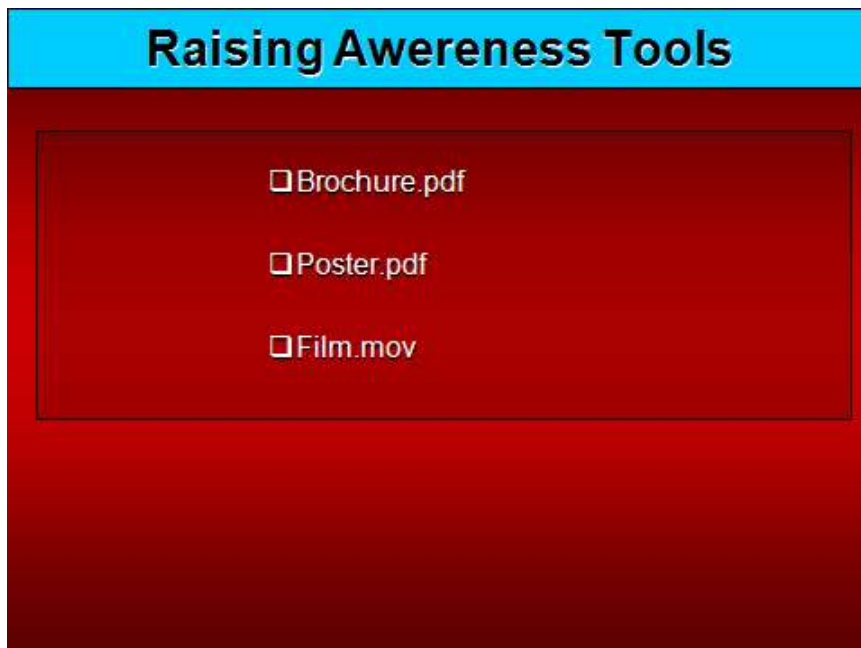 Raising Awereness Tools
❑Brochure.pdf
❑Poster.pdf
❑Film.mov